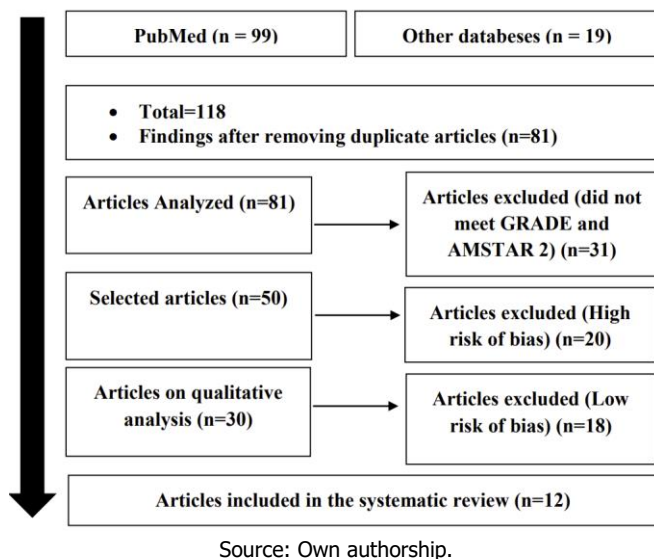 PubMed (n = 99)
Other databeses (n = 19)
• Total=118
• Findings after removing duplicate articles (n=81)
Articles Analyzed (n=81)
Articles excluded (did not
meet GRADE and
AMSTAR 2) (n=31)
Selected articles (n=50)
Articles excluded (High
risk of bias) (n=20)
Articles on qualitative
analysis (n=30)
Articles excluded (Low
risk of bias) (n=18)
Articles included in the systematic review (n=12)
Source: Own authorship.